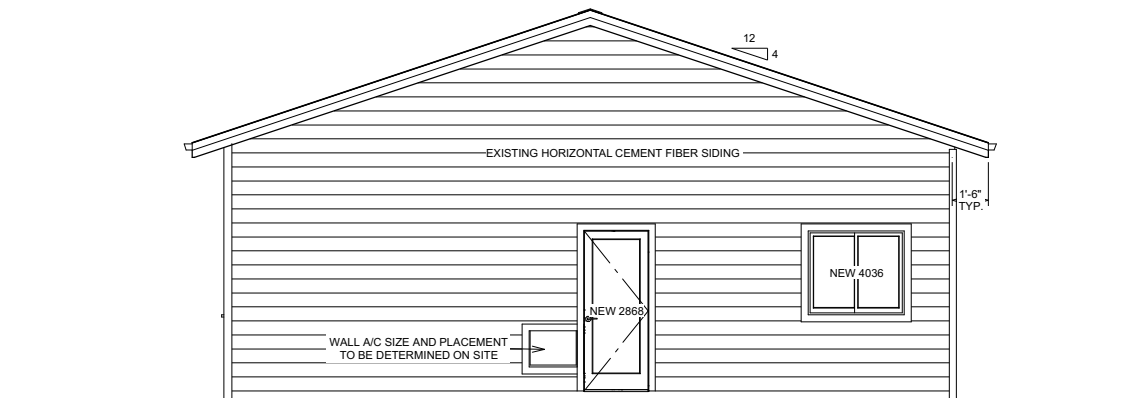 12
4
EXISTING HORIZONTAL CEMENT FIBER SIDING
1'-6"
TYP.
NEW 4036
NEW 2868
WALL A/C SIZE AND PLACEMENT
TO BE DETERMINED ON SITE